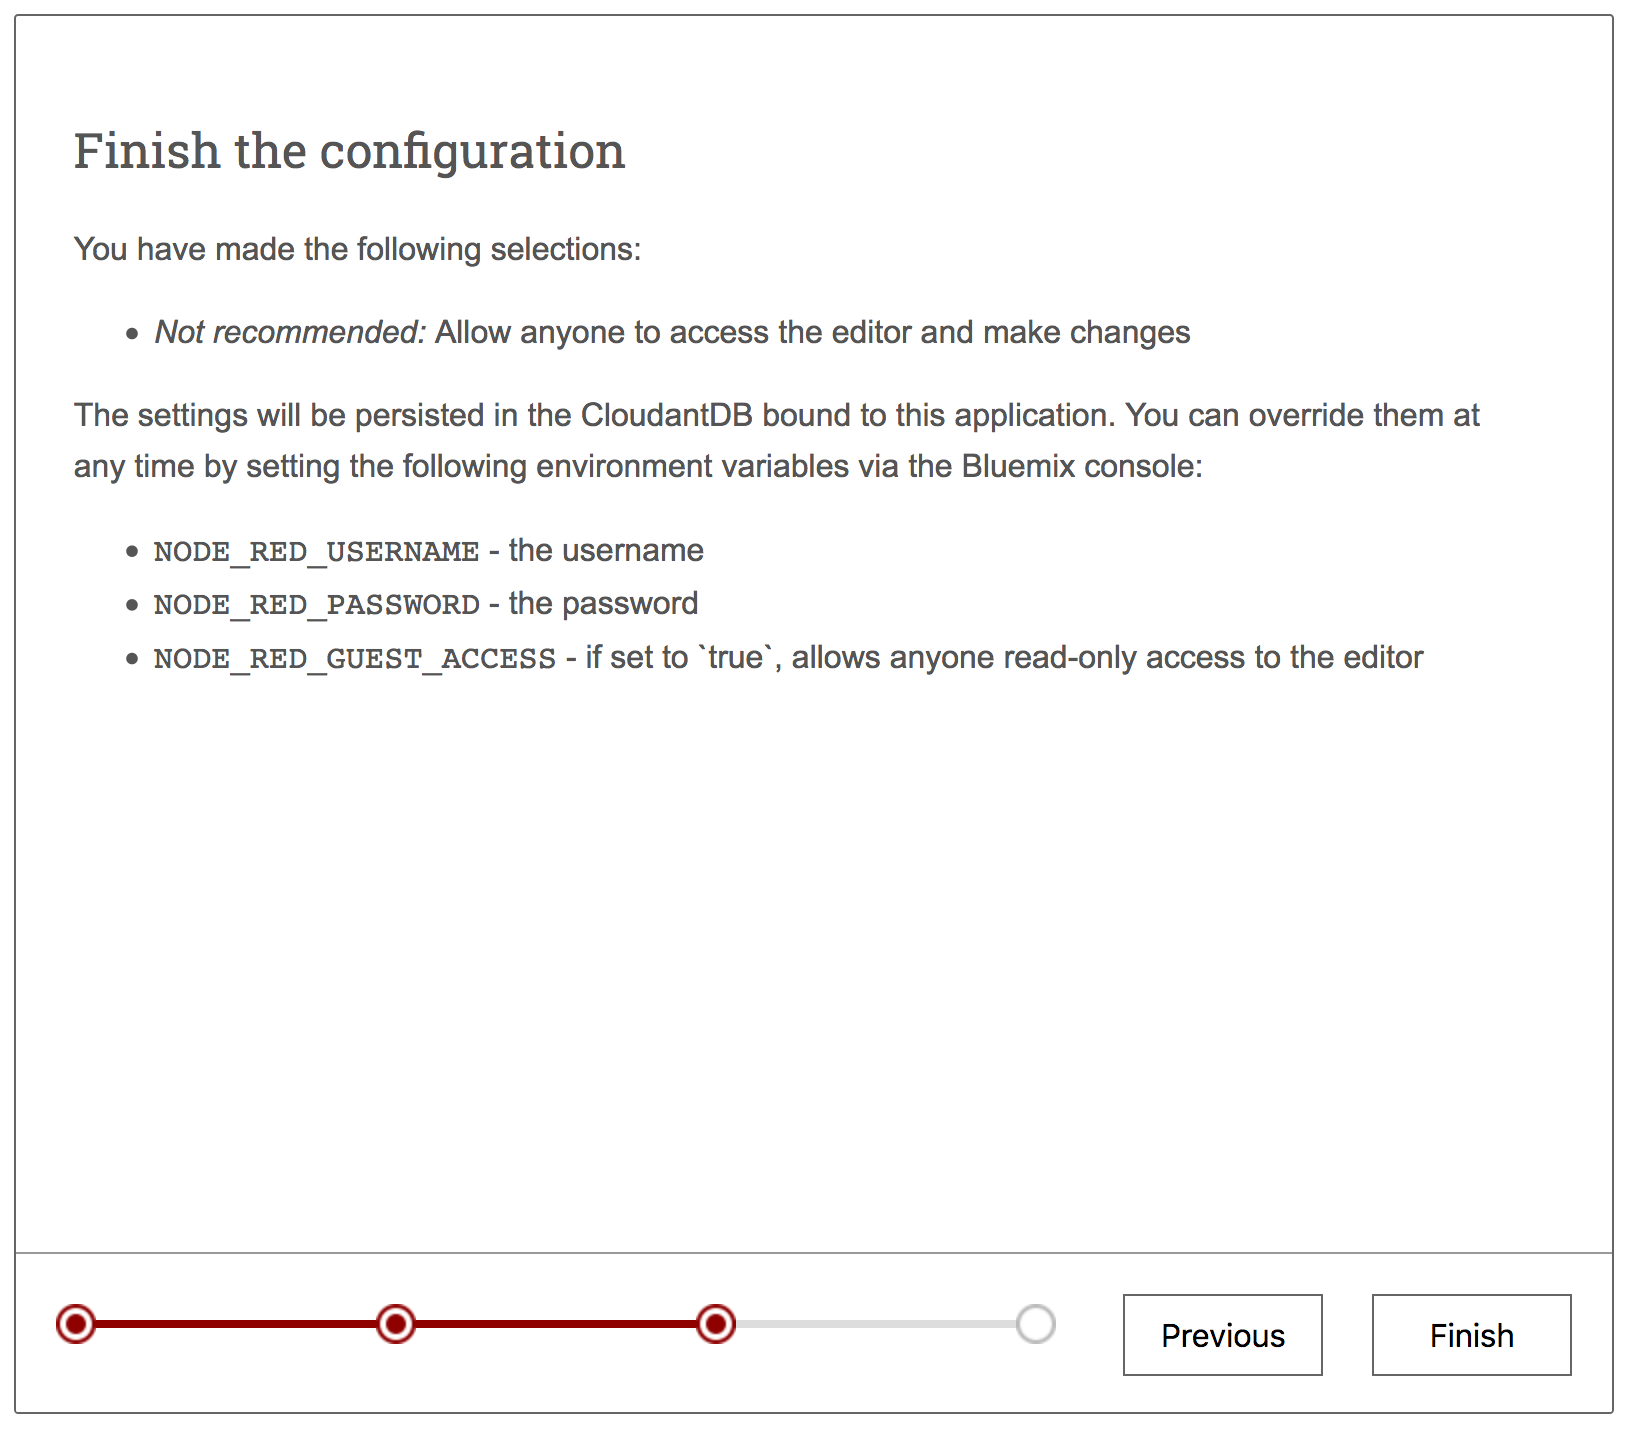 Finish the configuration
You have made the following selections:
• Not recommended: Allow anyone to access the editor and make changes
The settings will be persisted in the CloudantDB bound to this application. You can override them at
any time by setting the following environment variables via the Bluemix console:
• NODE_RED_USERNAME - the username
• NODE_RED_PASSWORD - the password
• NODE_RED_GUEST_ACCESS - if set to `true`, allows anyone read-only access to the editor
Previous
Finish